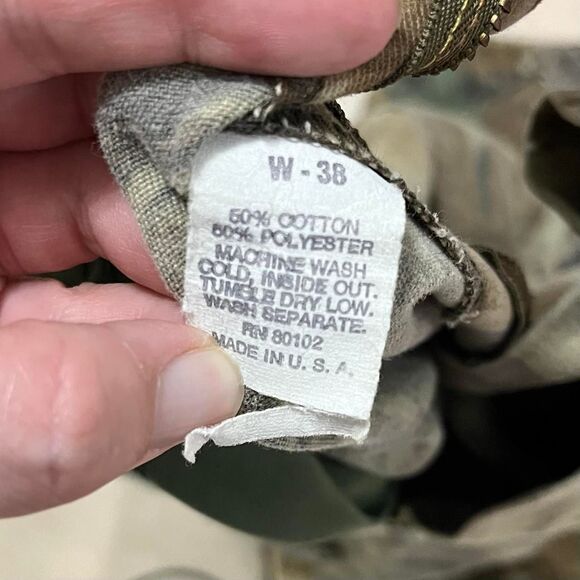 W - 38
50% COTTON
50% POLYESTER
MACHINE WASH
COLD, INSIDE OUT.
TUMBLE DRY LOW.
WASH SEPARATE.
RN 80102
MADE IN U. S. A.